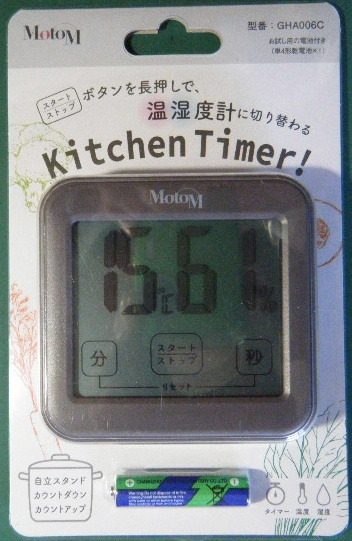 MotoM
型番：GHA006C
お試し用の電池付き
(単4形乾電池×1)
スタート
ストップ
ボタンを長押しで、
温湿度計に切り替わる
Kitchen Timer!
MotoM
%
分
スタート
ストップ
秒
リセット
自立スタンド
カウントダウン
カウントアップ
タイマー 温度 湿度